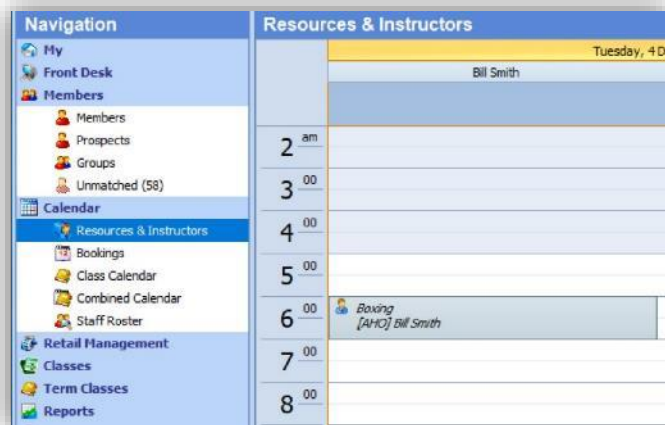 Navigation
My
Front Desk
Members
Members
Prospects
Groups
Unmatched (58)
Calendar
Resources & Instructors
Bookings
Class Calendar
Combined Calendar
Staff Roster
Retail Management
Classes
Term Classes
Reports
Resources & Instructors
Tuesday, 4 D
Bill Smith
2 am
3 00
4 00
5 00
6 00
Boxing
[AHO] Bill Smith
7 00
8 00